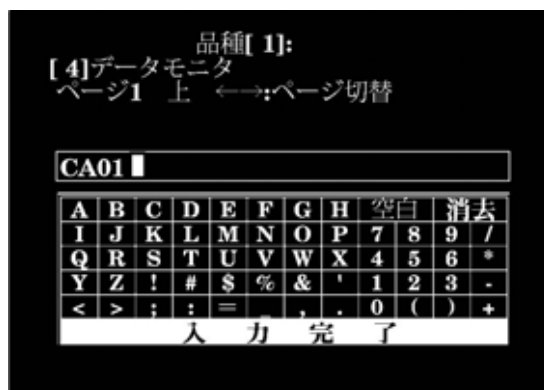 品種[ 1]:
[ 4]データモニタ
ページ1 上 ←→:ページ切替
CA01
A B C D E F G H 空白 消去
I J K L M N O P 7 8 9 /
Q R S T U V W X 4 5 6 *
Y Z ! # $ % & ' 1 2 3 -
< > ; : = _ , . 0 ( ) +
入力完了